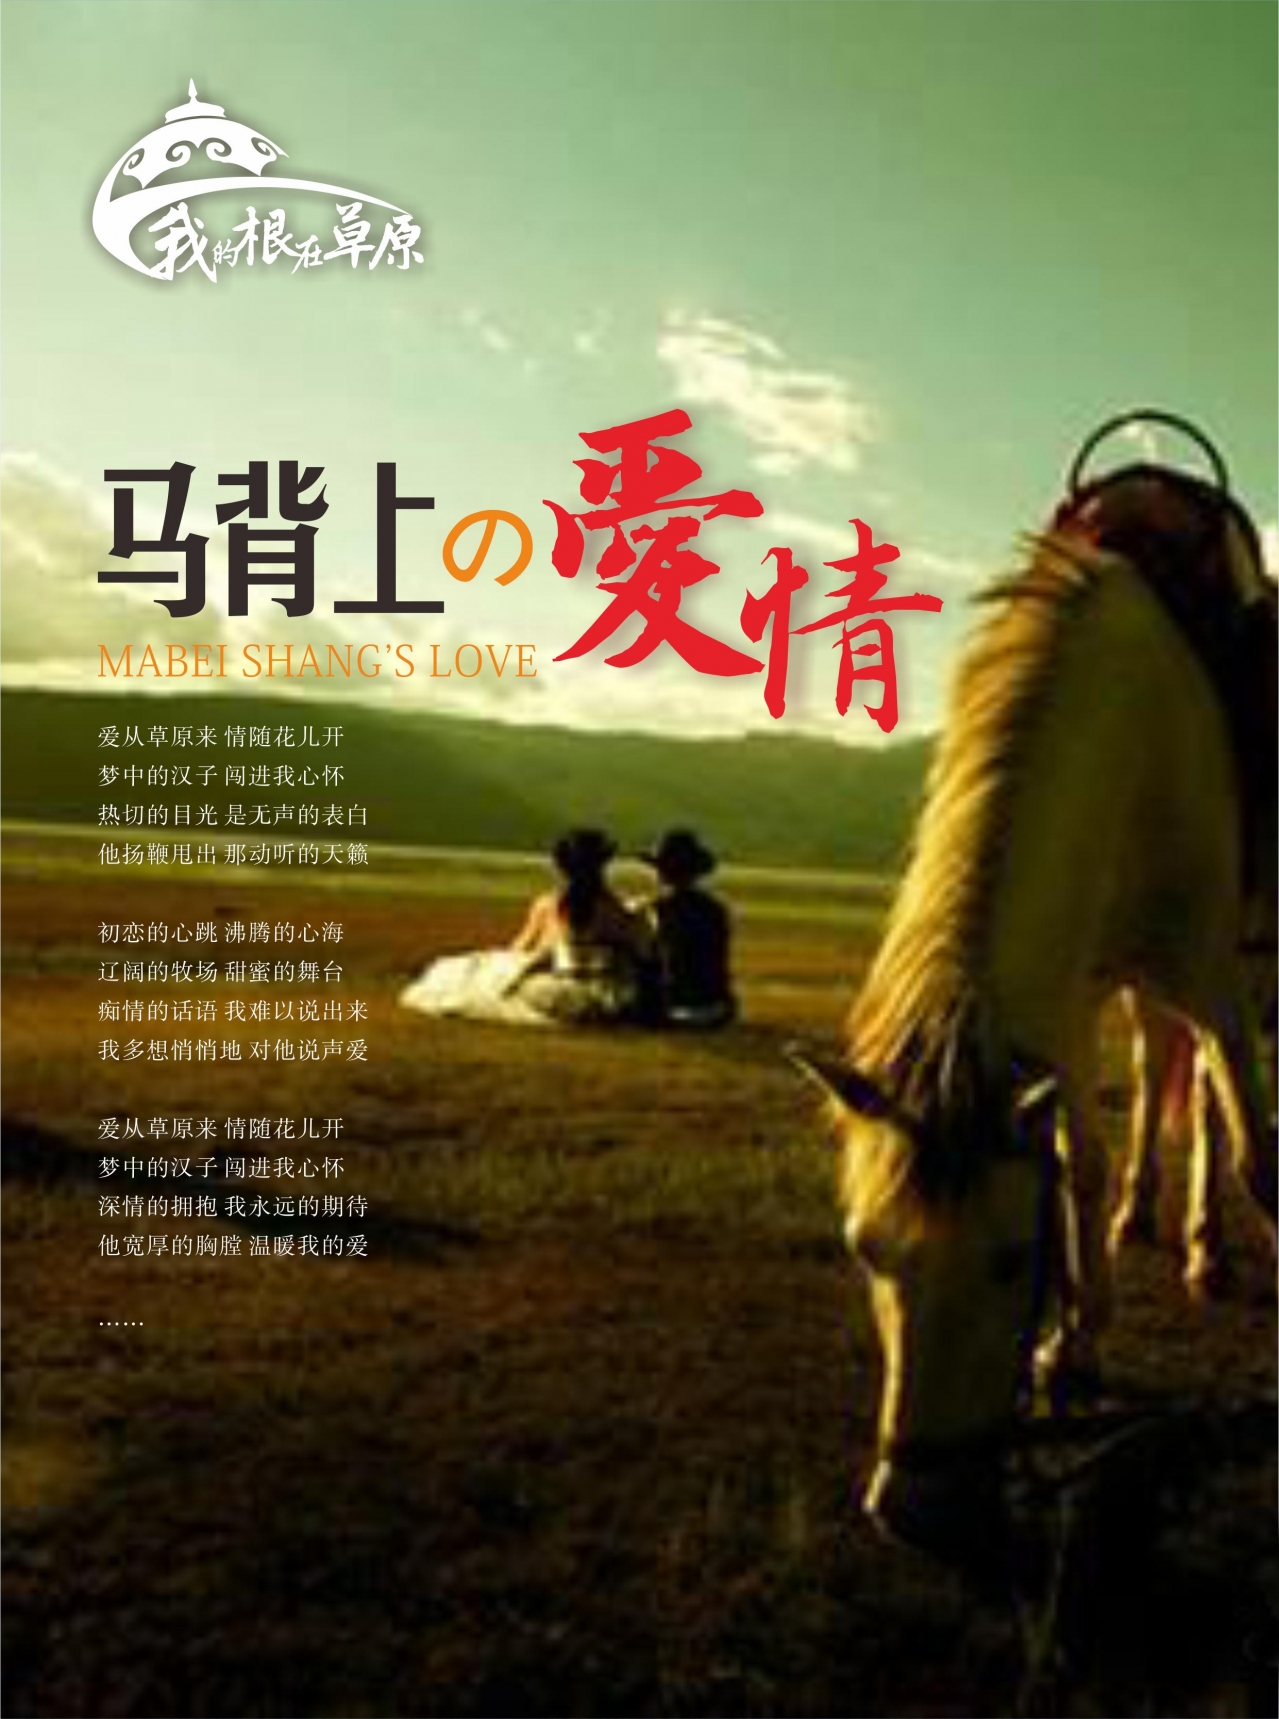 我的根在草原
马背上の愛情
MABEI SHANG'S LOVE
爱从草原来 情随花儿开
梦中的汉子 闯进我心怀
热切的目光 是无声的表白
他扬鞭甩出 那动听的天籁
初恋的心跳 沸腾的心海
辽阔的牧场 甜蜜的舞台
痴情的话语 我难以说出来
我多想悄悄地 对他说声爱
爱从草原来 情随花儿开
梦中的汉子 闯进我心怀
深情的拥抱 我永远的期待
他宽厚的胸膛 温暖我的爱
……